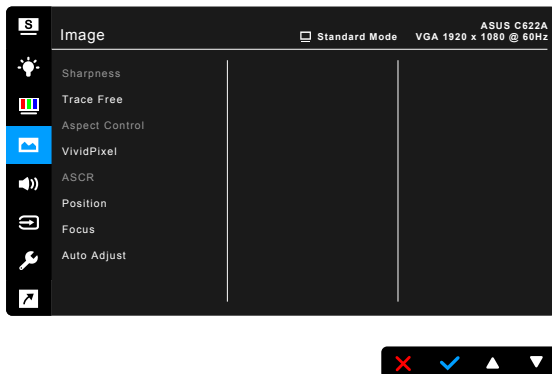 S
Image
Standard Mode
ASUS C622A
VGA 1920 x 1080 @ 60Hz
Sharpness
Trace Free
Aspect Control
VividPixel
ASCR
Position
Focus
Auto Adjust